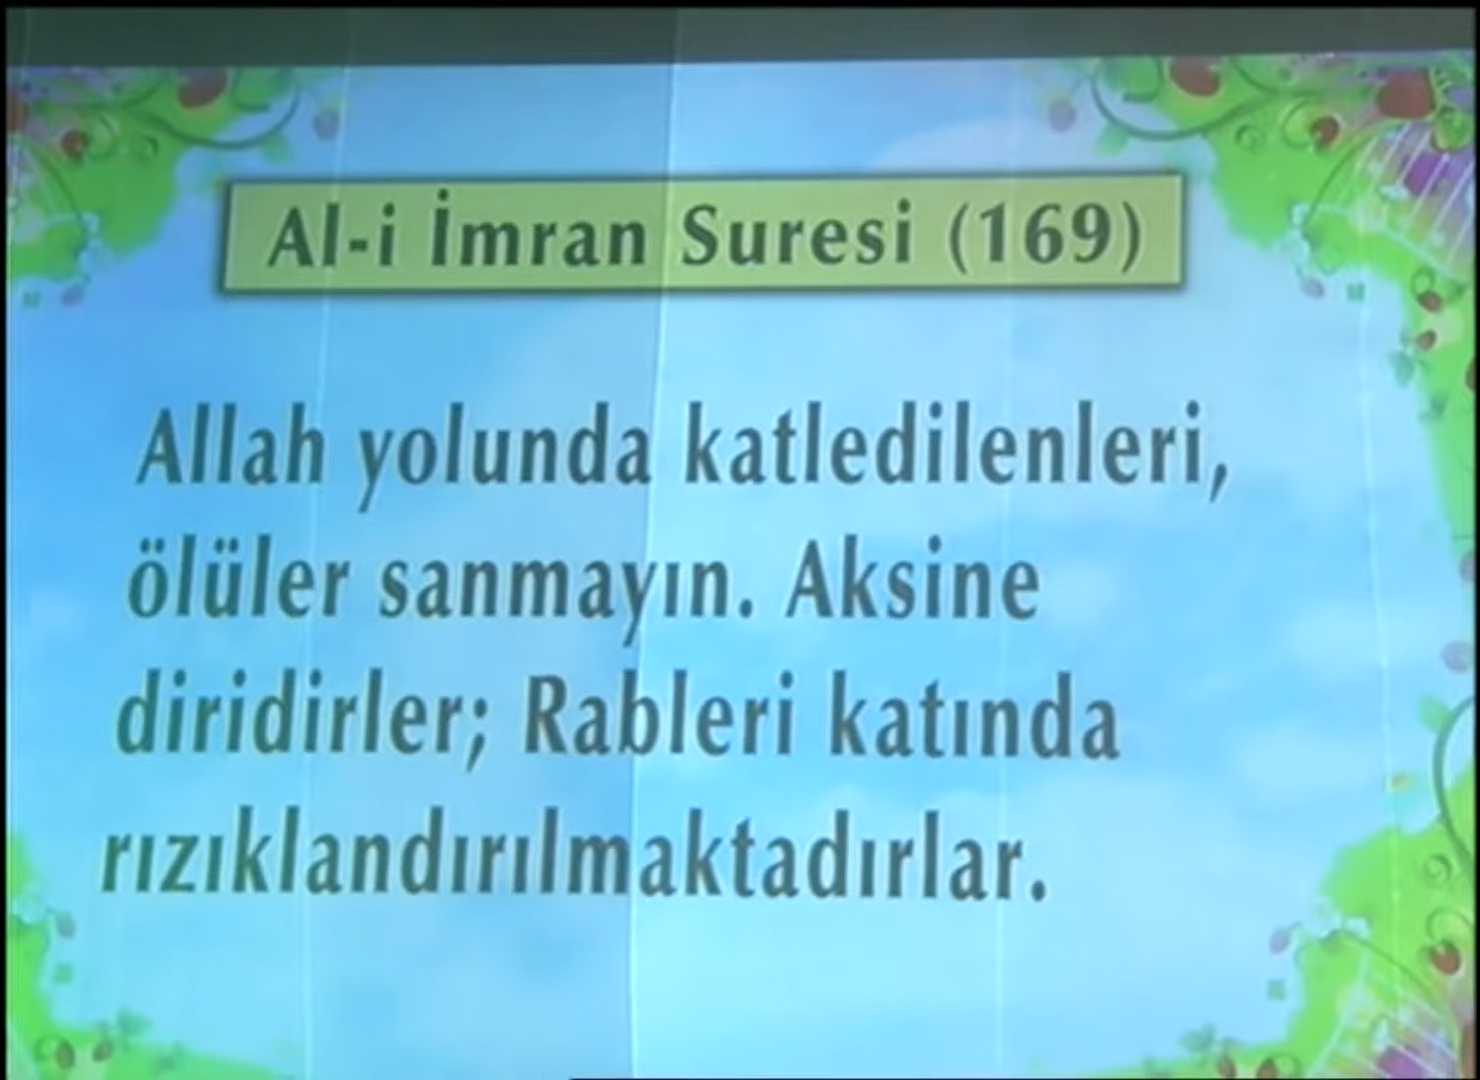 Al-i İmran Suresi (169)
Allah yolunda katledilenleri,
ölüler sanmayın. Aksine
diridirler; Rableri katında
rızıklandırılmaktadırlar.